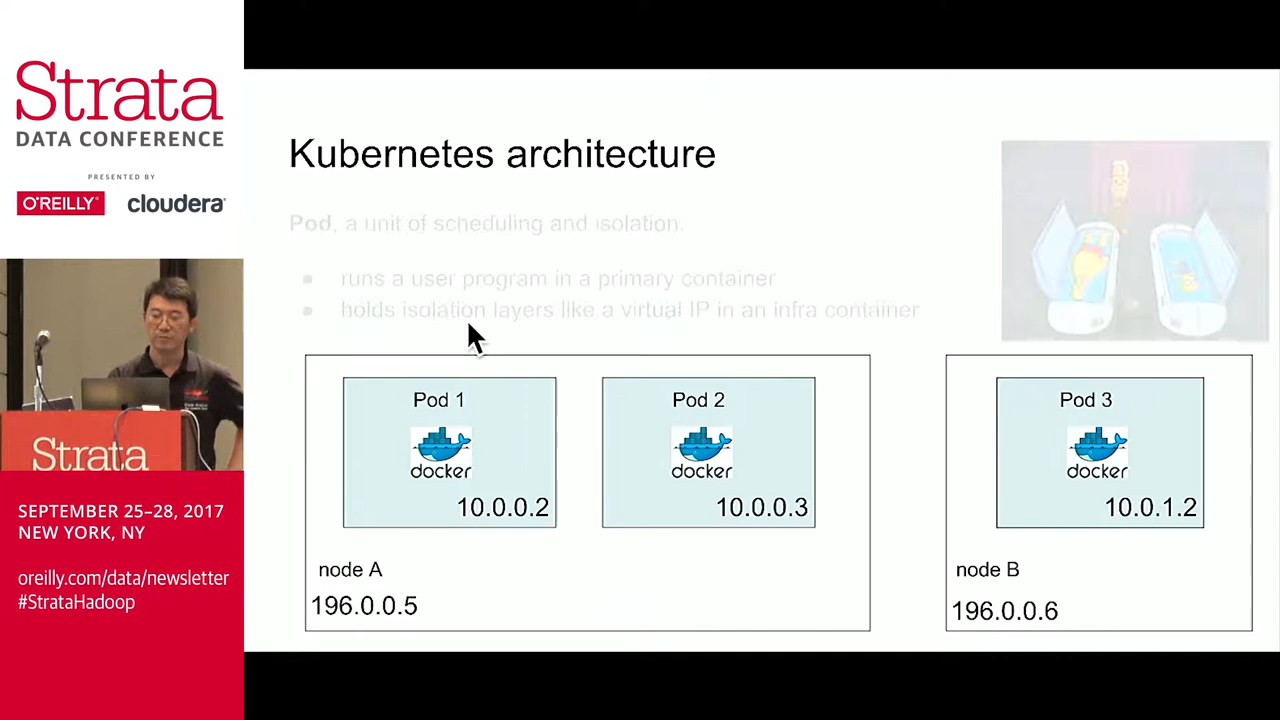 Strata
DATA CONFERENCE
PRESENTED BY
O'REILLY® cloudera®
Strata
SEPTEMBER 25–28, 2017
NEW YORK, NY
oreilly.com/data/newsletter
#StrataHadoop
Kubernetes architecture
Pod, a unit of scheduling and isolation.
● runs a user program in a primary container
● holds isolation layers like a virtual IP in an infra container
Pod 1
docker
10.0.0.2
Pod 2
docker
10.0.0.3
node A
196.0.0.5
Pod 3
docker
10.0.1.2
node B
196.0.0.6